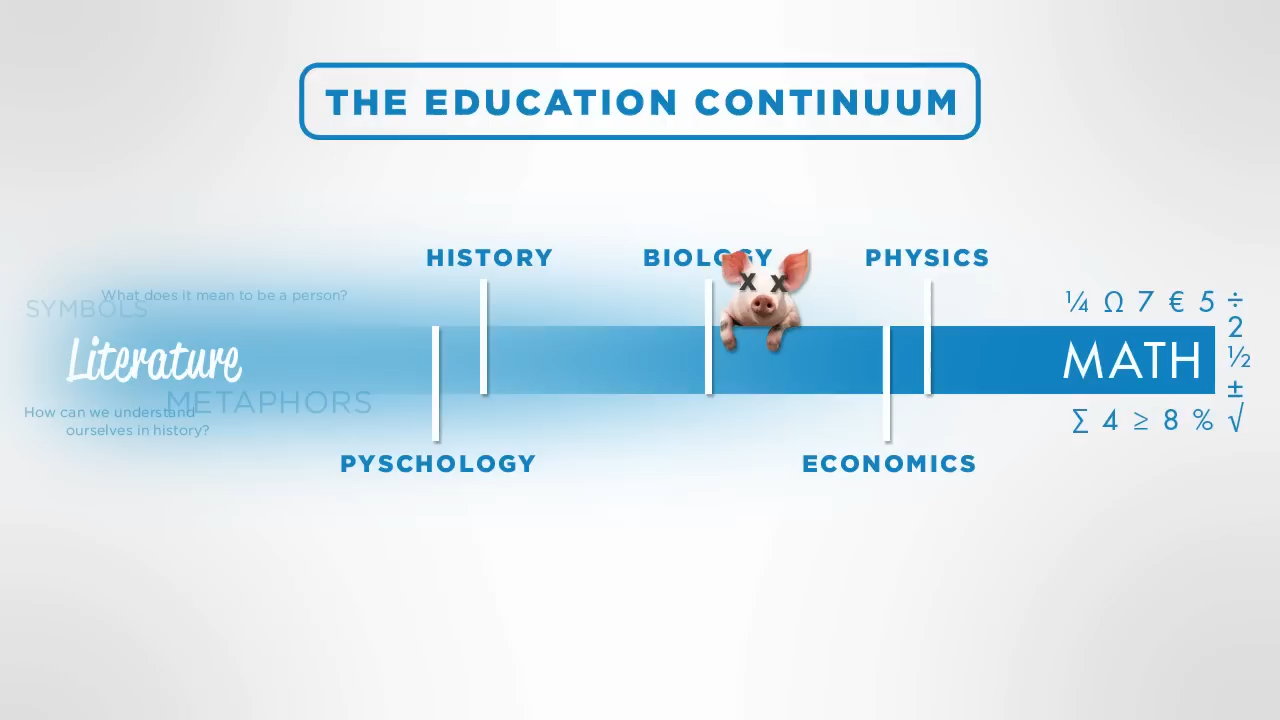 THE EDUCATION CONTINUUM
HISTORY
BIOLOGY
PHYSICS
What does it mean to be a person?
SYMBOLS
Literature
METAPHORS
How can we understand
ourselves in history?
X X
¼ Ω 7 € 5 ÷
2
MATH
½
±
∑ 4 ≥ 8 % √
PYSCHOLOGY
ECONOMICS